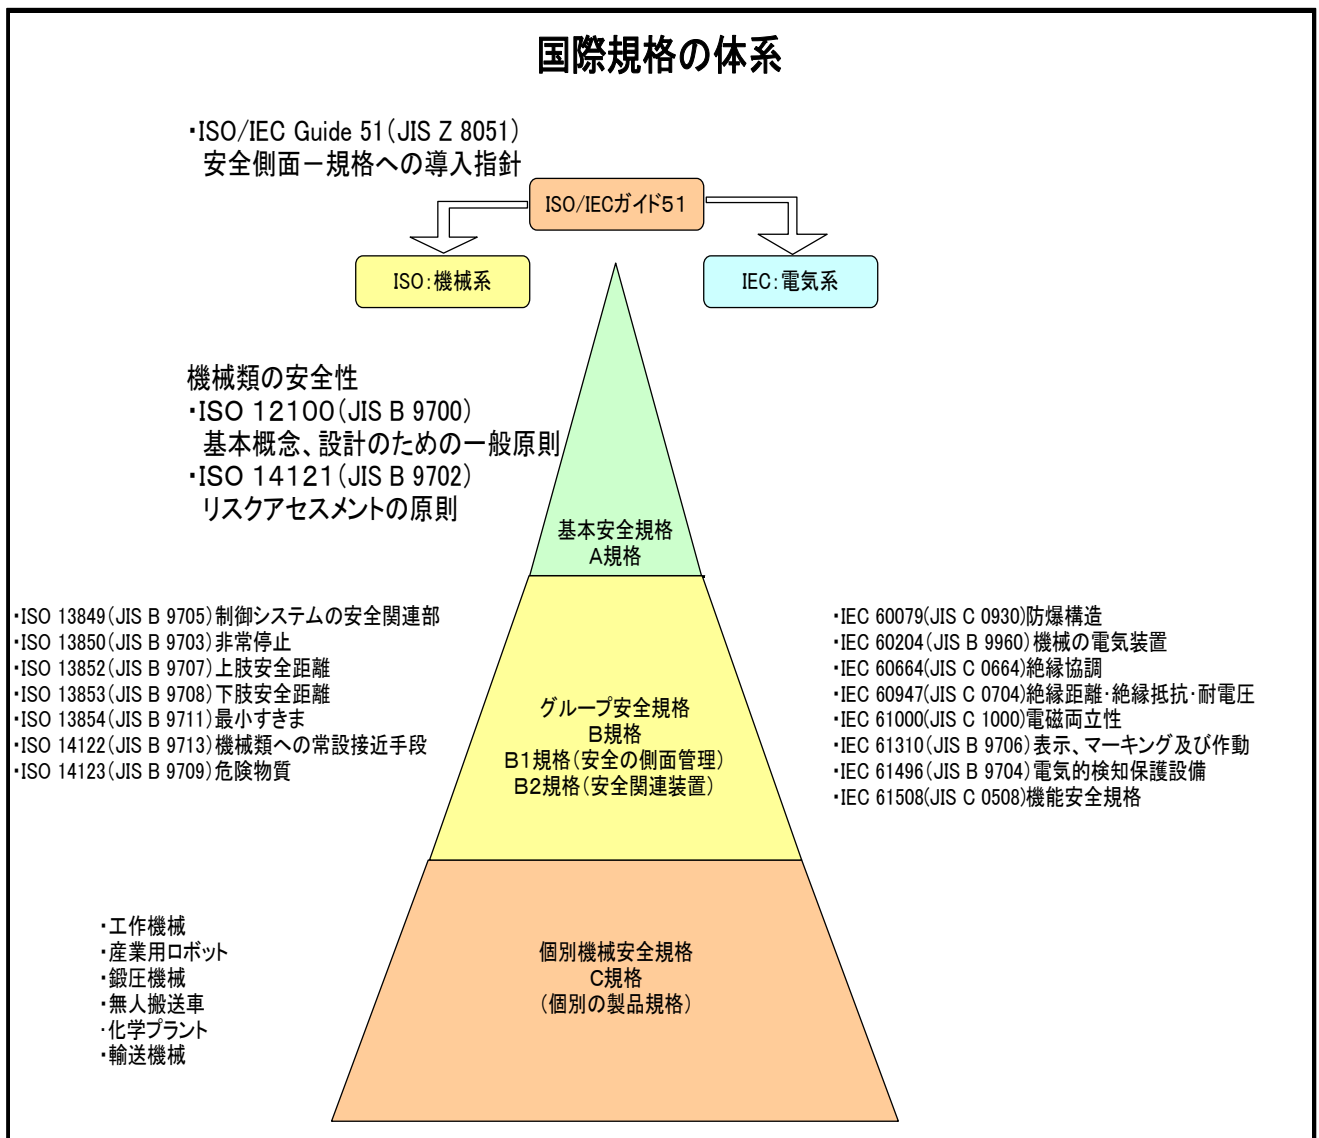 国際規格の体系
・ISO/IEC Guide 51(JIS Z 8051)
安全側面－規格への導入指針
ISO/IECガイド51
ISO：機械系
IEC：電気系
機械類の安全性
・ISO 12100(JIS B 9700)
基本概念、設計のための一般原則
・ISO 14121(JIS B 9702)
リスクアセスメントの原則
基本安全規格
A規格
・ISO 13849(JIS B 9705)制御システムの安全関連部
・ISO 13850(JIS B 9703)非常停止
・ISO 13852(JIS B 9707)上肢安全距離
・ISO 13853(JIS B 9708)下肢安全距離
・ISO 13854(JIS B 9711)最小すきま
・ISO 14122(JIS B 9713)機械類への常設接近手段
・ISO 14123(JIS B 9709)危険物質
グループ安全規格
B規格
B1規格(安全の側面管理)
B2規格(安全関連装置)
・IEC 60079(JIS C 0930)防爆構造
・IEC 60204(JIS B 9960)機械の電気装置
・IEC 60664(JIS C 0664)絶縁協調
・IEC 60947(JIS C 0704)絶縁距離・絶縁抵抗・耐電圧
・IEC 61000(JIS C 1000)電磁両立性
・IEC 61310(JIS B 9706)表示、マーキング及び作動
・IEC 61496(JIS B 9704)電気的検知保護設備
・IEC 61508(JIS C 0508)機能安全規格
・工作機械
・産業用ロボット
・鍛圧機械
・無人搬送車
・化学プラント
・輸送機械
個別機械安全規格
C規格
(個別の製品規格)